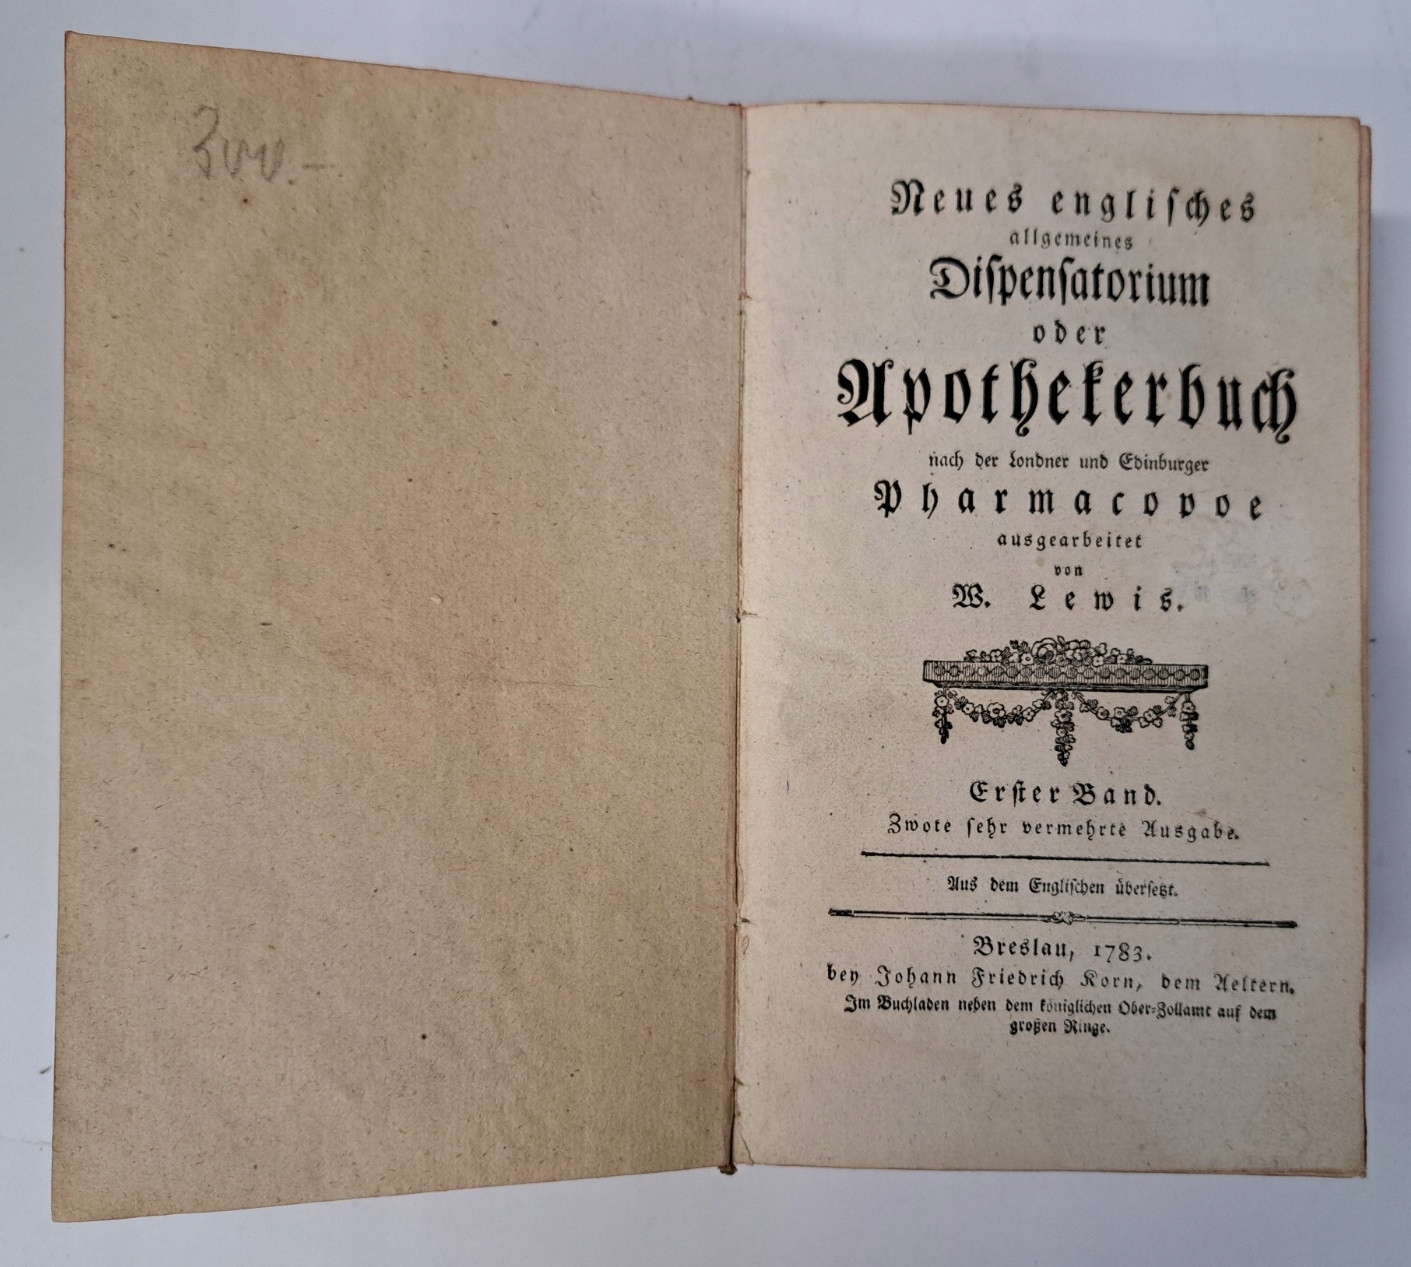 300.-
Neues englisches
allgemeines
Dispensatorium
oder
Apothekerbuch
nach der Londner und Edinburger
Pharmacopoe
ausgearbeitet
von
W. Lewis.
Erster Band.
Zwote sehr vermehrte Ausgabe.
Aus dem Englischen übersetzt.
Breslau, 1783.
bey Johann Friedrich Korn, dem Aeltern.
Im Buchladen neben dem königlichen Ober-Zollamt auf dem
großen Ringe.